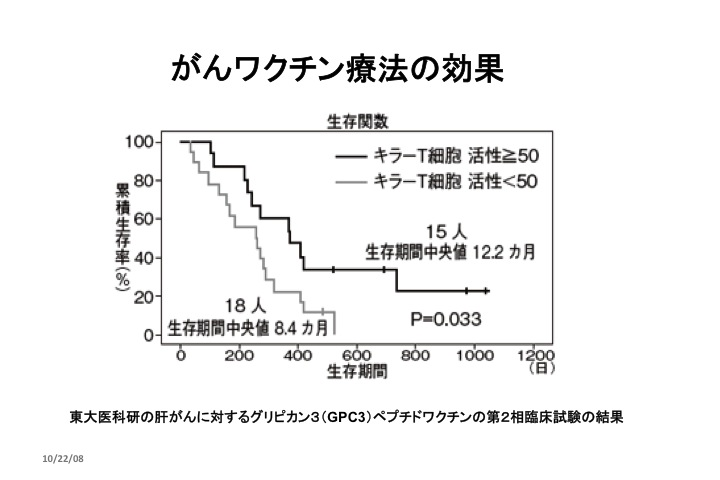 がんワクチン療法の効果
生存関数
累積生存率(%)
100
80
60
40
20
0
キラーT細胞 活性≧50
キラーT細胞 活性<50
15 人
生存期間中央値 12.2 カ月
18 人
生存期間中央値 8.4 カ月
P=0.033
0 200 400 600 800 1000 1200
生存期間
(日)
東大医科研の肝がんに対するグリピカン3(GPC3)ペプチドワクチンの第2相臨床試験の結果
10/22/08